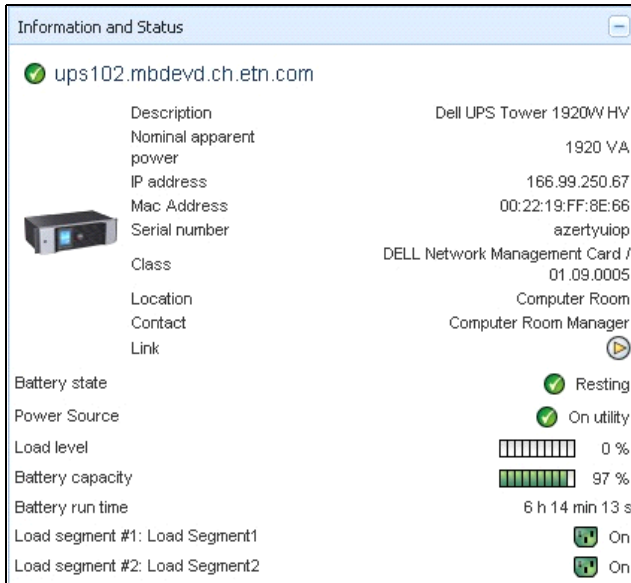 Information and Status
ups102.mbdevd.ch.etn.com
Description Dell UPS Tower 1920W HV
Nominal apparent
power 1920 VA
IP address 166.99.250.67
Mac Address 00:22:19:FF:8E:66
Serial number azertyuiop
Class DELL Network Management Card /
01.09.0005
Location Computer Room
Contact Computer Room Manager
Link
Battery state Resting
Power Source On utility
Load level 0 %
Battery capacity 97 %
Battery run time 6 h 14 min 13 s
Load segment #1: Load Segment1 On
Load segment #2: Load Segment2 On